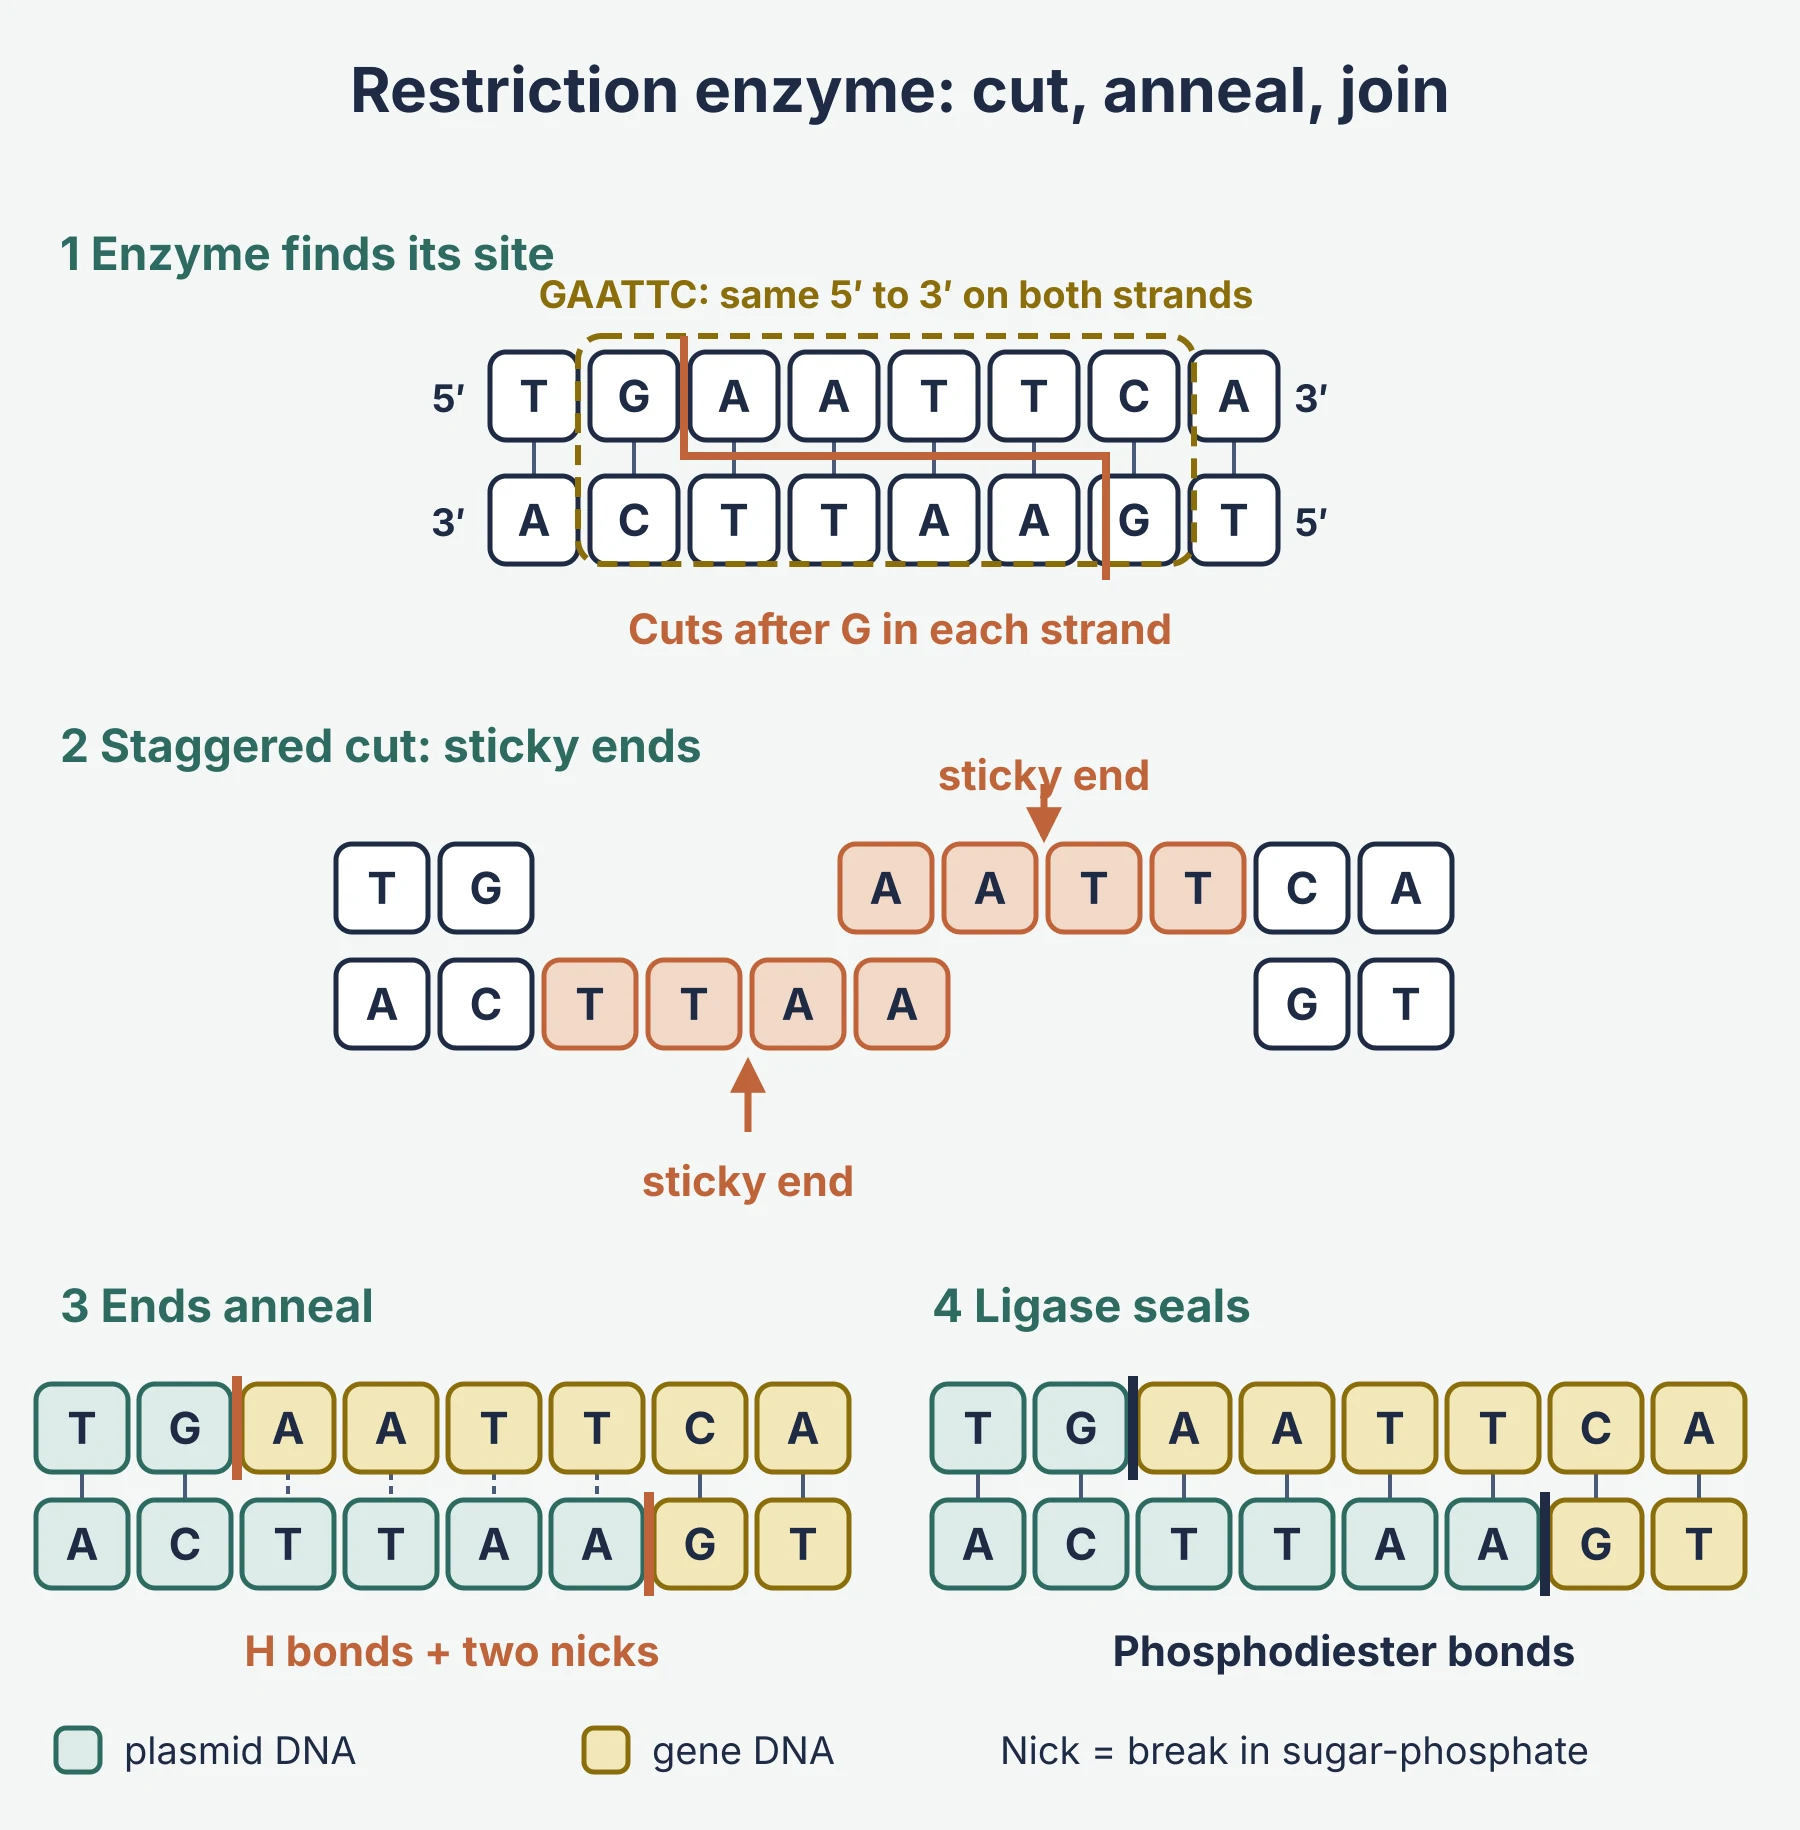 Restriction enzyme: cut, anneal, join
1 Enzyme finds its site
GAATTC: same 5′ to 3′ on both strands
5′ T G A A T T C A 3′
3′ A C T T A A G T 5′
Cuts after G in each strand
2 Staggered cut: sticky ends
sticky end
T G A A T T C A
A C T T A A G T
sticky end
3 Ends anneal
T G A A T T C A
A C T T A A G T
H bonds + two nicks
4 Ligase seals
T G A A T T C A
A C T T A A G T
Phosphodiester bonds
plasmid DNA
gene DNA
Nick = break in sugar-phosphate